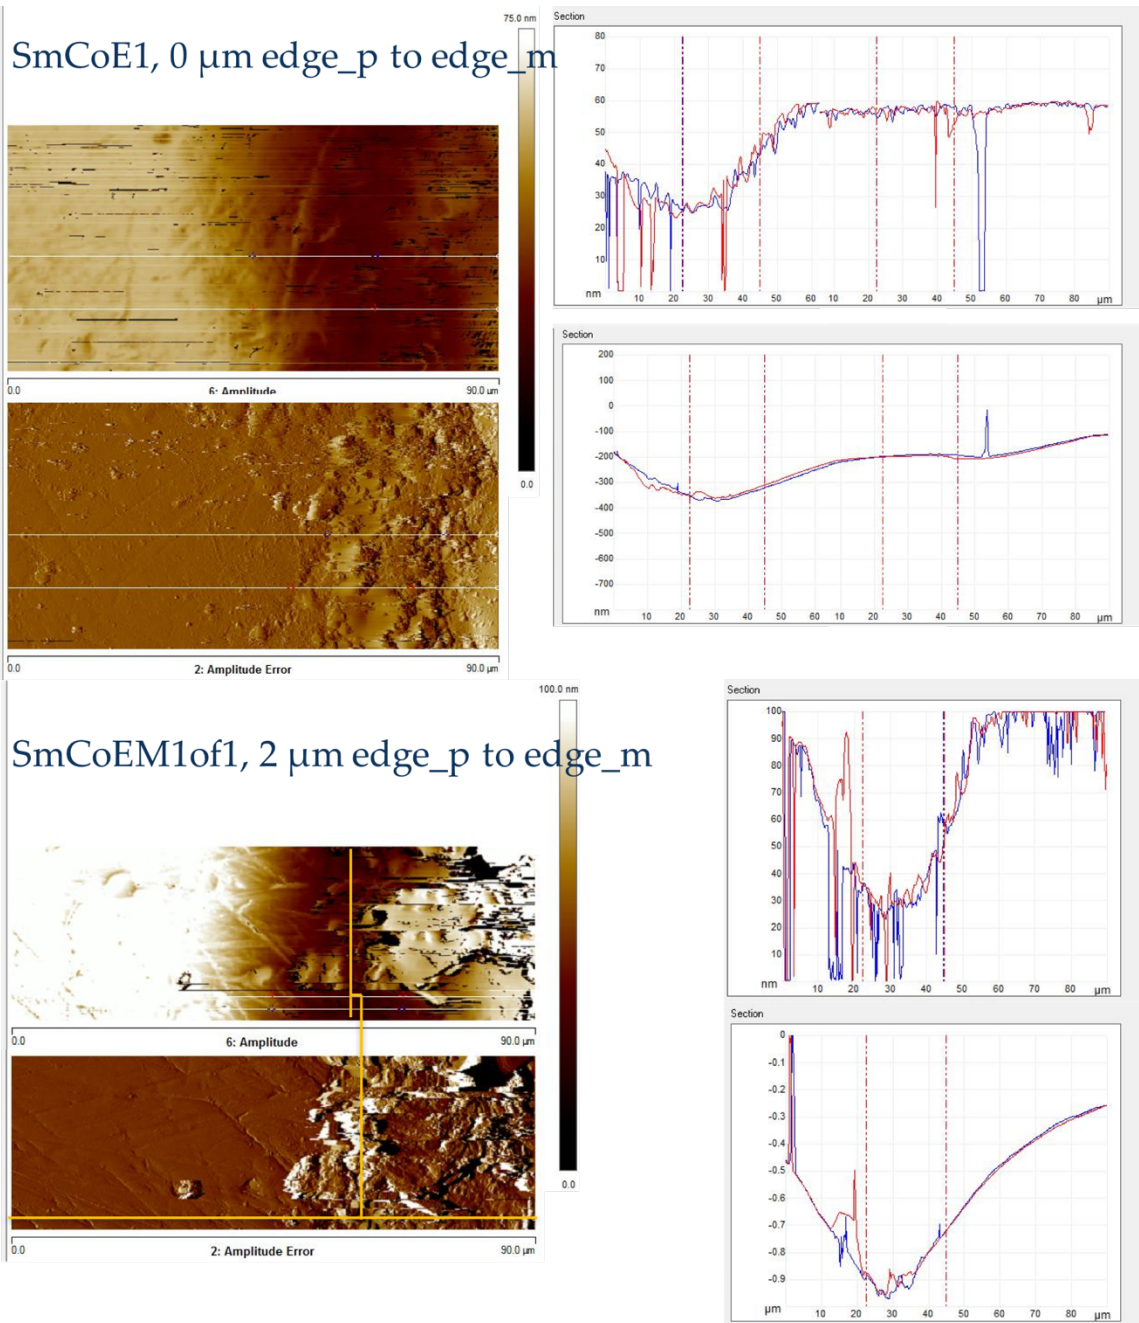 75.0 nm
SmCoE1, 0 μm edge_p to edge_m
0.0
0.0
6: Amplitude
90.0 μm
0.0
2: Amplitude Error
90.0 μm
Section
80
70
60
50
40
30
20
10
nm
10 20 30 40 50 60 10 20 30 40 50 60 70 80 μm
Section
200
100
0
-100
-200
-300
-400
-500
-600
-700
nm
10 20 30 40 50 60 10 20 30 40 50 60 70 80 μm
100.0 nm
SmCoEM1of1, 2 μm edge_p to edge_m
0.0
0.0
6: Amplitude
90.0 μm
0.0
2: Amplitude Error
90.0 μm
Section
100
90
80
70
60
50
40
30
20
10
nm
10 20 30 40 50 60 70 80 μm
Section
0
-0.1
-0.2
-0.3
-0.4
-0.5
-0.6
-0.7
-0.8
-0.9
μm
10 20 30 40 50 60 70 80 μm